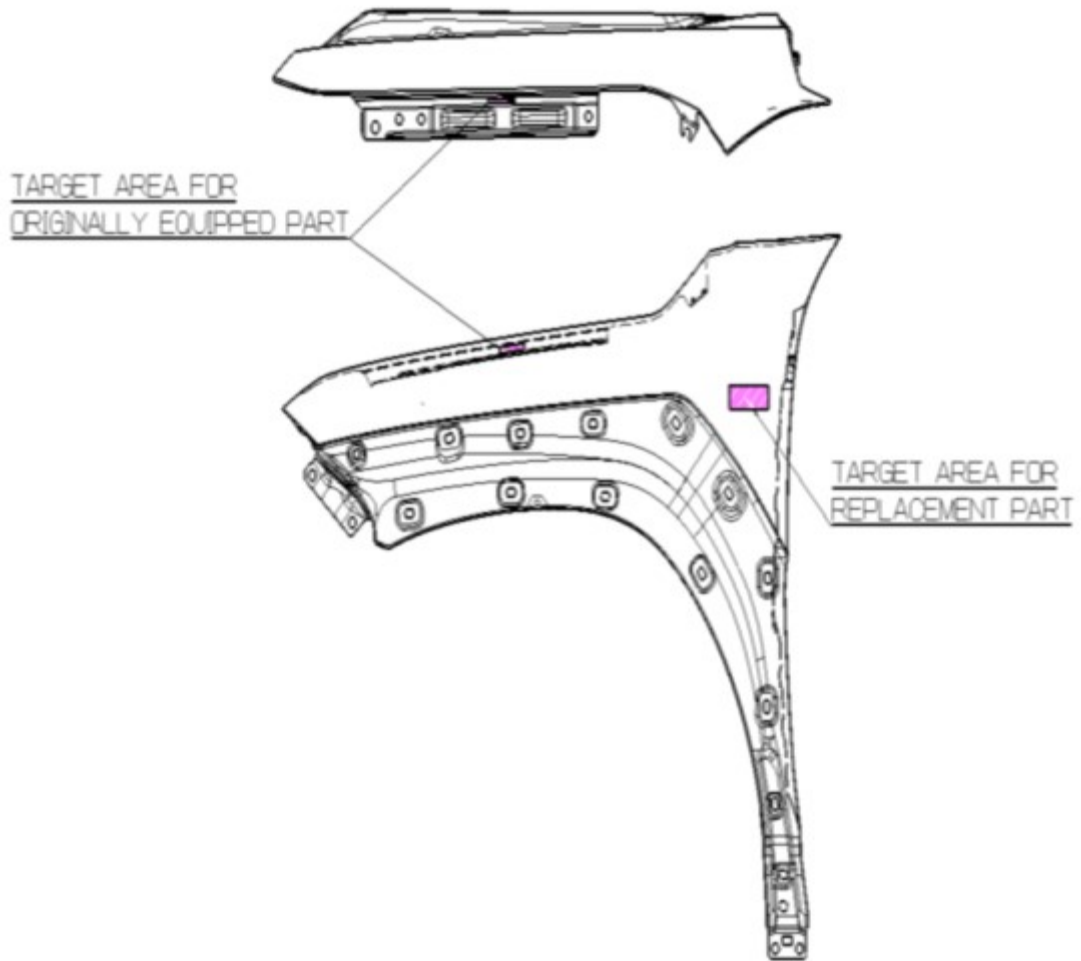 TARGET AREA FOR
ORIGINALLY EQUIPPED PART
TARGET AREA FOR
REPLACEMENT PART